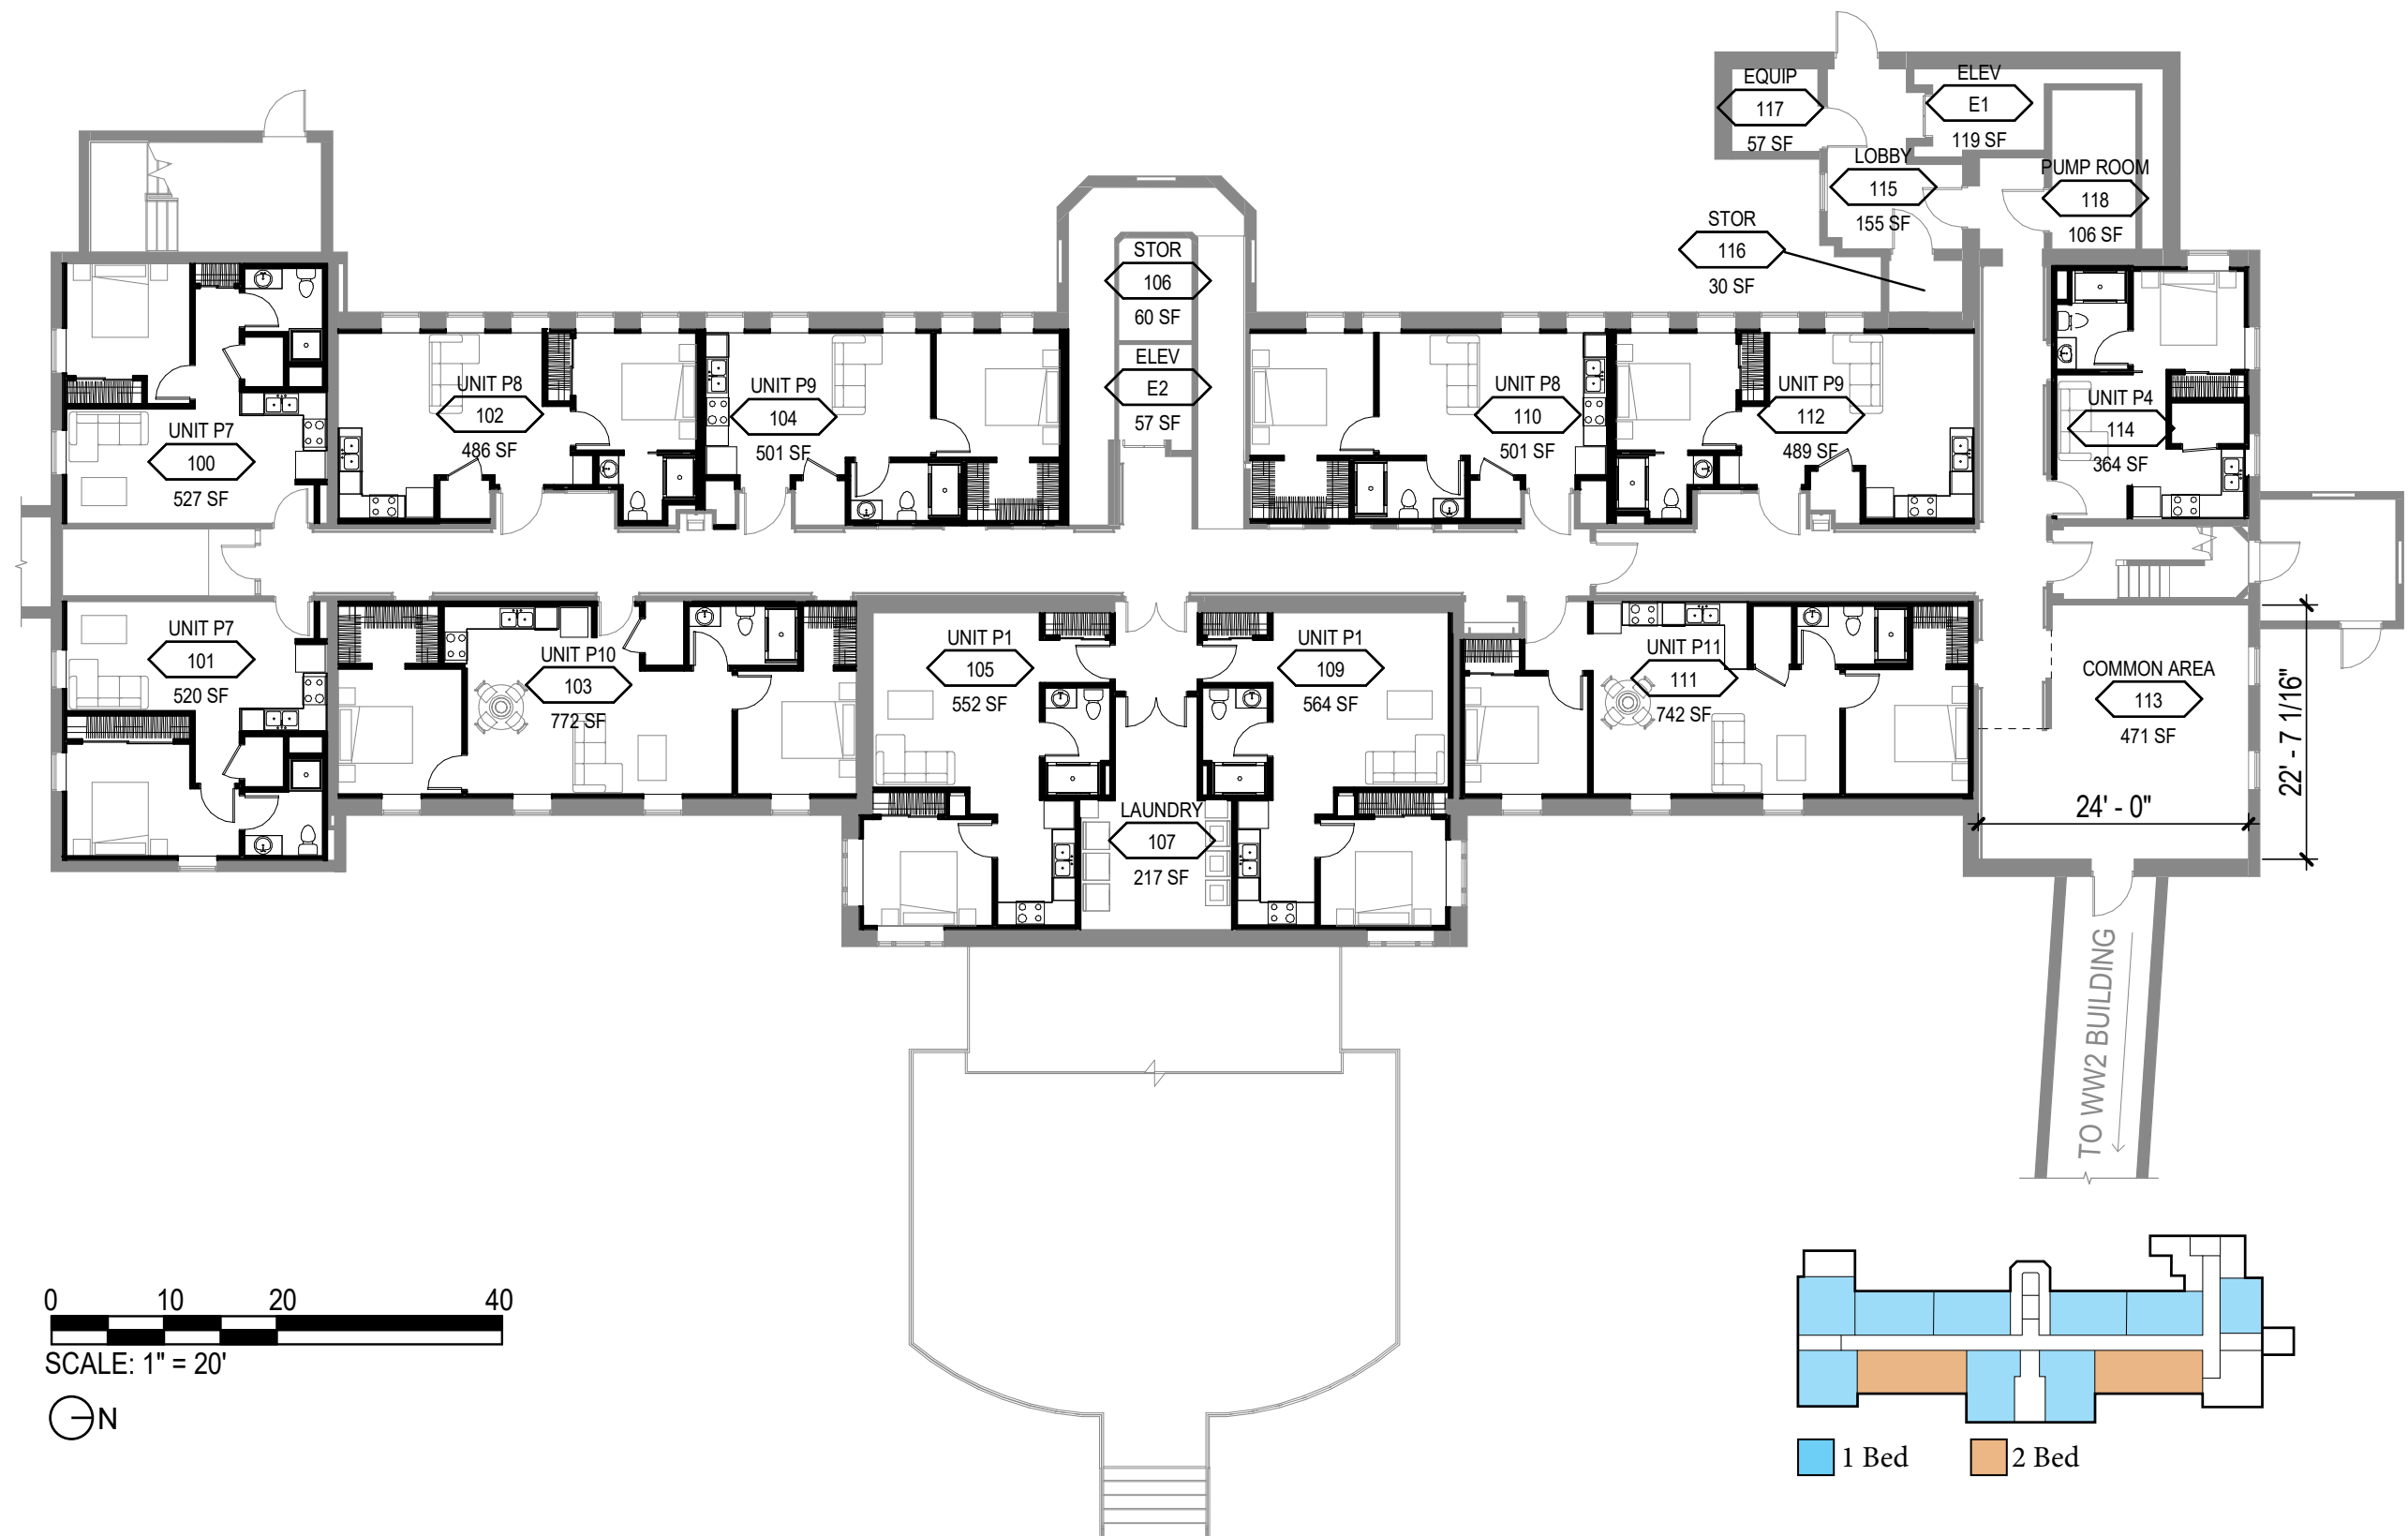 EQUIP
117
57 SF
ELEV
E1
119 SF
LOBBY
115
155 SF
PUMP ROOM
118
106 SF
STOR
116
30 SF
STOR
106
60 SF
ELEV
E2
57 SF
UNIT P7
100
527 SF
UNIT P8
102
486 SF
UNIT P9
104
501 SF
UNIT P8
110
501 SF
UNIT P9
112
489 SF
UNIT P4
114
364 SF
UNIT P7
101
520 SF
UNIT P10
103
772 SF
UNIT P1
105
552 SF
UNIT P1
109
564 SF
UNIT P11
111
742 SF
COMMON AREA
113
471 SF
22' - 7 1/16"
24' - 0"
LAUNDRY
107
217 SF
TO WW2 BUILDING
0 10 20 40
SCALE: 1" = 20'
N
1 Bed
2 Bed